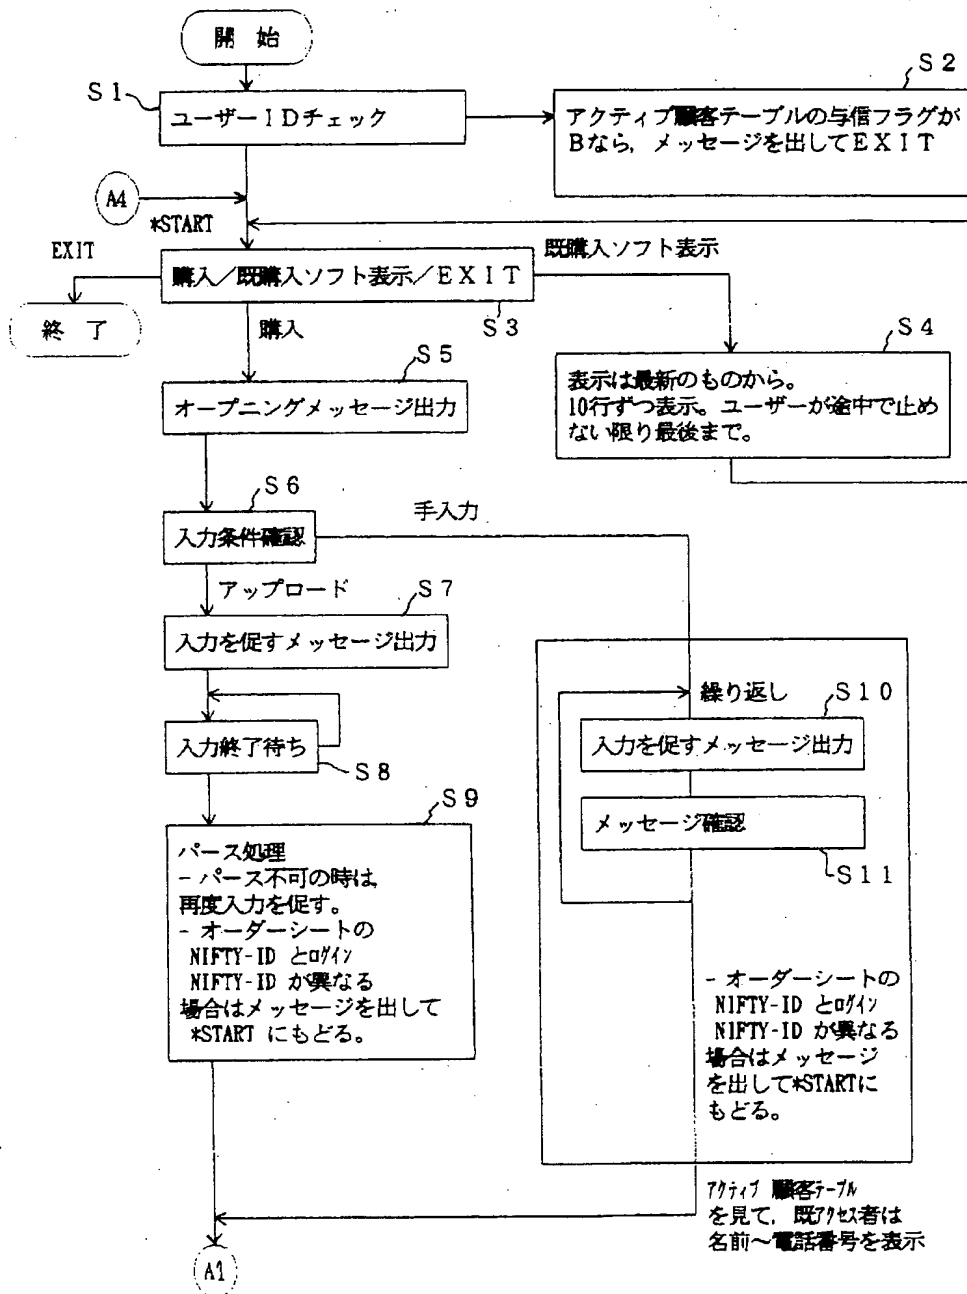 開 始
S1
ユーザーIDチェック
S2
アクティブ顧客テーブルの与信フラグが
Bなら, メッセージを出してEXIT
A4
*START
EXIT
既購入ソフト表示
購入/既購入ソフト表示/EXIT
終 了
S3
購入
S4
表示は最新のものから。
10行ずつ表示。ユーザーが途中で止め
ない限り最後まで。
S5
オープニングメッセージ出力
S6
手入力
入力条件確認
アップロード
S7
入力を促すメッセージ出力
繰り返し
S10
入力を促すメッセージ出力
入力終了待ち
S8
メッセージ確認
S11
S9
パース処理
- パース不可の時は,
再度入力を促す。
- オーダーシートの
NIFTY-ID とログイン
NIFTY-ID が異なる
場合はメッセージを出して
*START にもどる。
- オーダーシートの
NIFTY-ID とログイン
NIFTY-ID が異なる
場合はメッセージ
を出して*STARTに
もどる。
アクティブ 顧客テーブル
を見て, 既アクセス者は
名前~電話番号を表示
A1